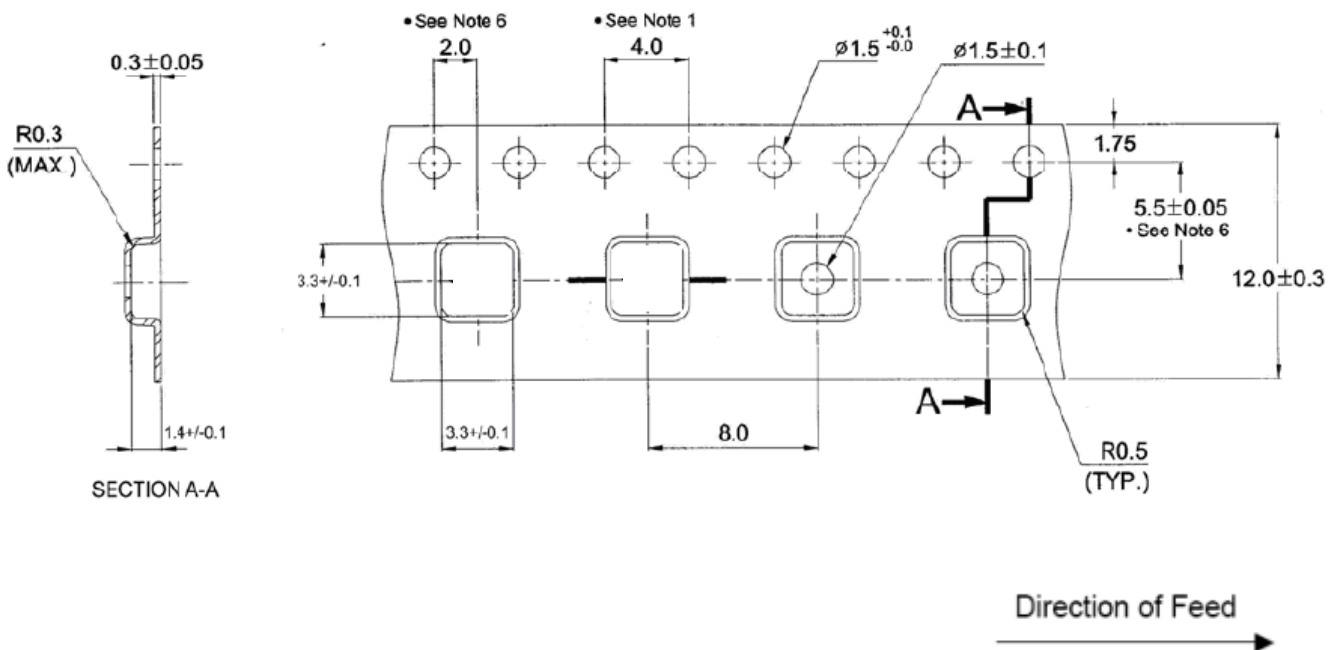 • See Note 6
2.0
• See Note 1
4.0
ø1.5 +0.1 -0.0
ø1.5±0.1
0.3±0.05
A
1.75
R0.3
(MAX.)
5.5±0.05
• See Note 6
3.3+/-0.1
12.0±0.3
A
1.4+/-0.1
3.3+/-0.1
8.0
R0.5
(TYP.)
SECTION A-A
Direction of Feed